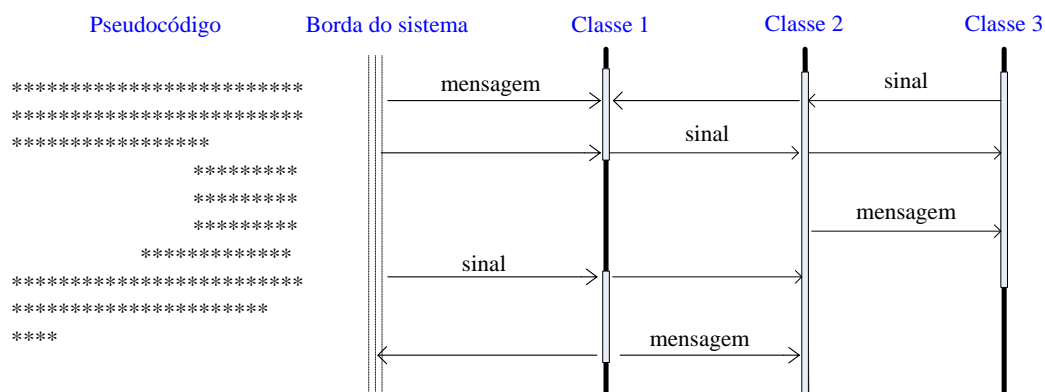 Pseudocódigo Borda do sistema Classe 1 Classe 2 Classe 3
mensagem sinal
*************************
*************************
sinal
*****************
*********
*********
mensagem
*********
*************
sinal
*************************
**********************
****
mensagem